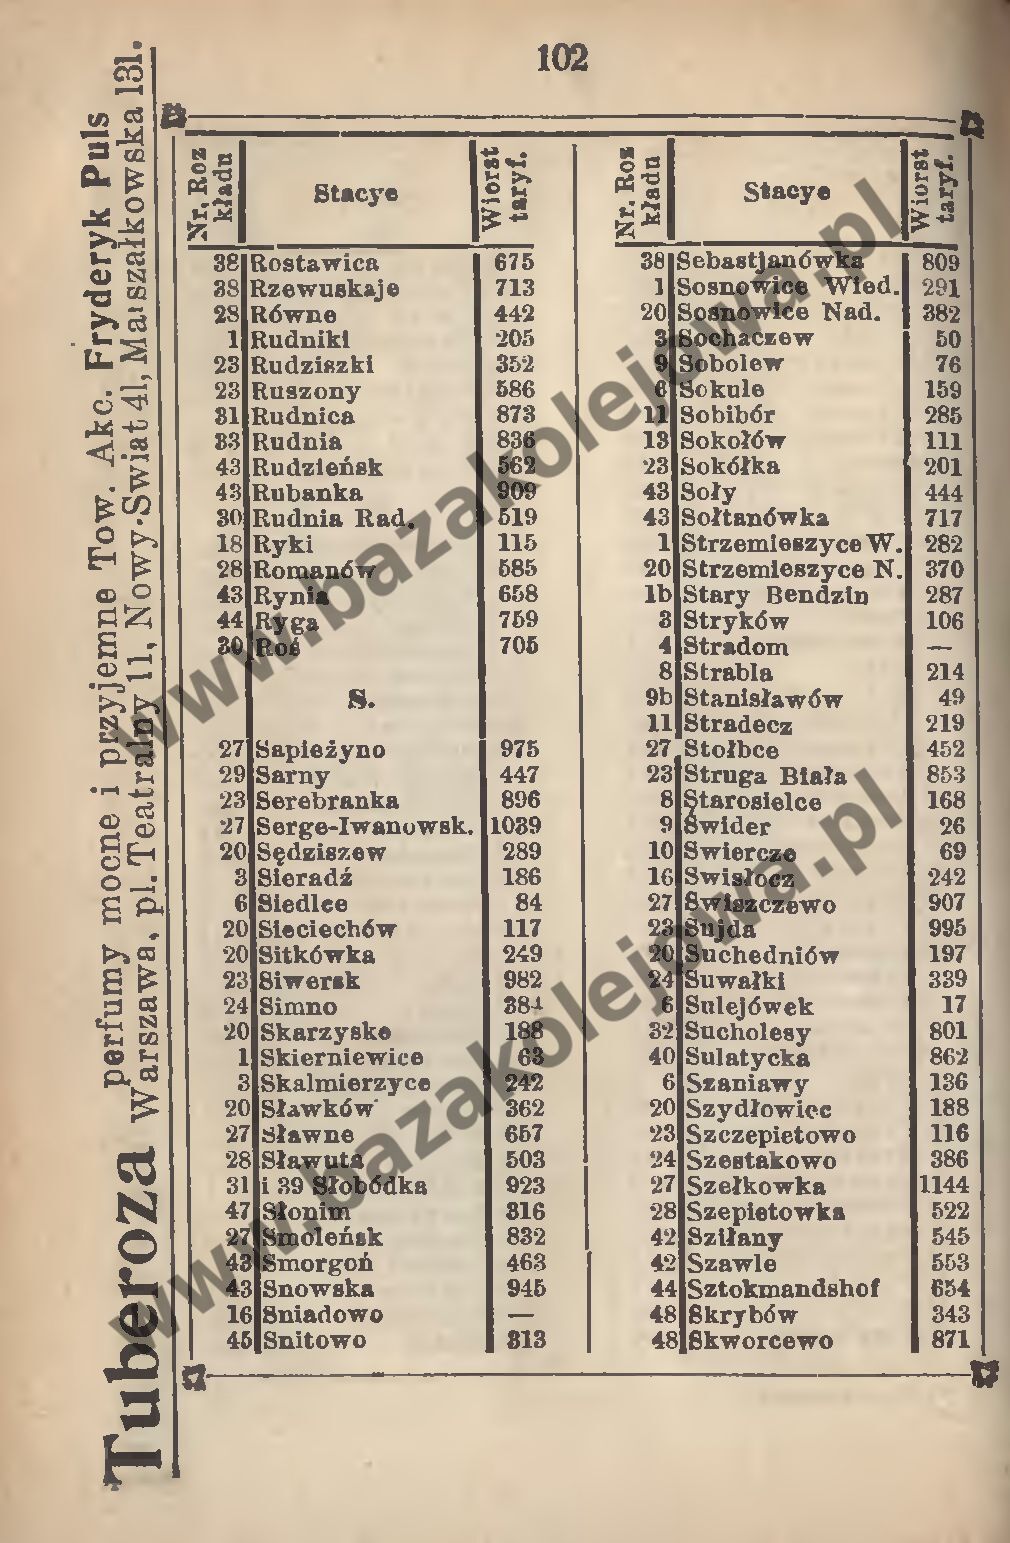 102
Tuberoza perfumy mocne i przyjemne Tow. Akc. Fryderyk Puls
Warszawa, pl. Teatralny 11, Nowy-Swiat 41, Marszałkowska 131.
Nr. Roz kładu Stacye Wiorst taryf.
38 Rostawica 675
38 Rzewuskaje 713
28 Równe 442
1 Rudniki 205
23 Rudziszki 352
23 Ruszony 586
31 Rudnica 873
33 Rudnia 836
43 Rudzieńsk 562
43 Rubanka 909
30 Rudnia Rad. 519
18 Ryki 115
28 Romanów 585
43 Rynia 658
44 Ryga 759
30 Roś 705
S.
27 Sapieżyno 975
29 Sarny 447
23 Serebranka 896
27 Serge-Iwanowsk. 1039
20 Sędziszew 289
3 Sieradź 186
6 Siedlce 84
20 Sieciechów 117
20 Sitkówka 249
23 Siwersk 982
24 Simno 384
20 Skarzysko 188
1 Skierniewice 63
3 Skalmierzyce 242
20 Sławków 362
27 Sławne 657
28 Sławuta 503
31 i 39 Słobódka 923
47 Słonim 316
27 Smoleńsk 832
43 Smorgoń 463
43 Snowska 945
16 Sniadowo —
45 Snitowo 313
Nr. Roz kładu Stacye Wiorst taryf.
38 Sebastjanówka 809
1 Sosnowice Wied. 291
20 Sosnowice Nad. 382
3 Sochaczew 50
9 Sobolew 76
6 Sokule 159
11 Sobibór 285
13 Sokołów 111
23 Sokółka 201
43 Soły 444
43 Sołtanówka 717
1 Strzemieszyce W. 282
20 Strzemieszyce N. 370
1b Stary Bendzin 287
3 Stryków 106
4 Stradom —
8 Strabla 214
9b Stanisławów 49
11 Stradecz 219
27 Stołbce 452
23 Struga Biała 853
8 Starosielce 168
9 Swider 26
10 Swiercze 69
16 Swisłocz 242
27 Swiszczewo 907
23 Sujda 995
20 Suchedniów 197
24 Suwałki 339
6 Sulejówek 17
32 Sucholesy 801
40 Sulatycka 862
6 Szaniawy 136
20 Szydłowiec 188
23 Szczepietowo 116
24 Szestakowo 386
27 Szełkowka 1144
28 Szepietowka 522
42 Sziłany 545
42 Szawle 553
44 Sztokmandshof 654
48 Skrybów 343
48 Skworcewo 871
www.bazakolejowa.pl
www.bazakolejowa.pl